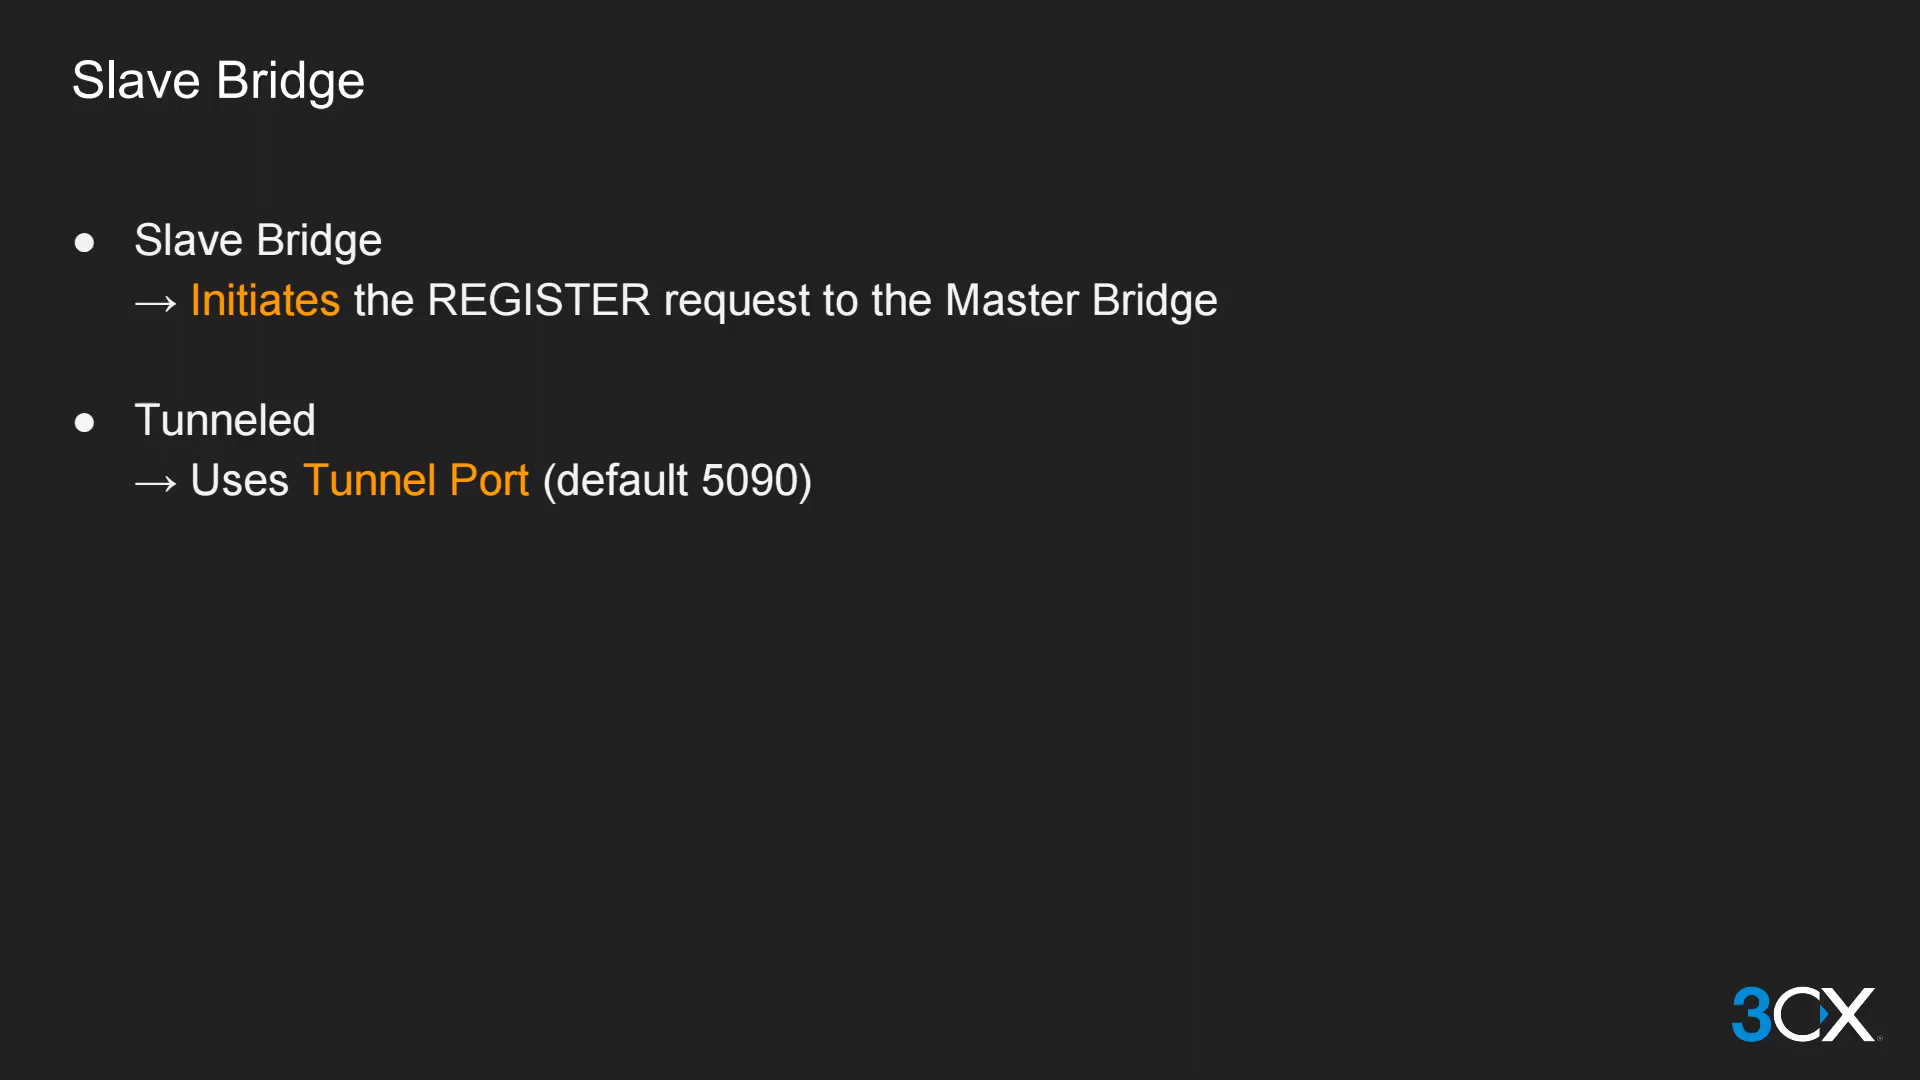 Slave Bridge
● Slave Bridge
→ Initiates the REGISTER request to the Master Bridge
● Tunneled
→ Uses Tunnel Port (default 5090)
3CX